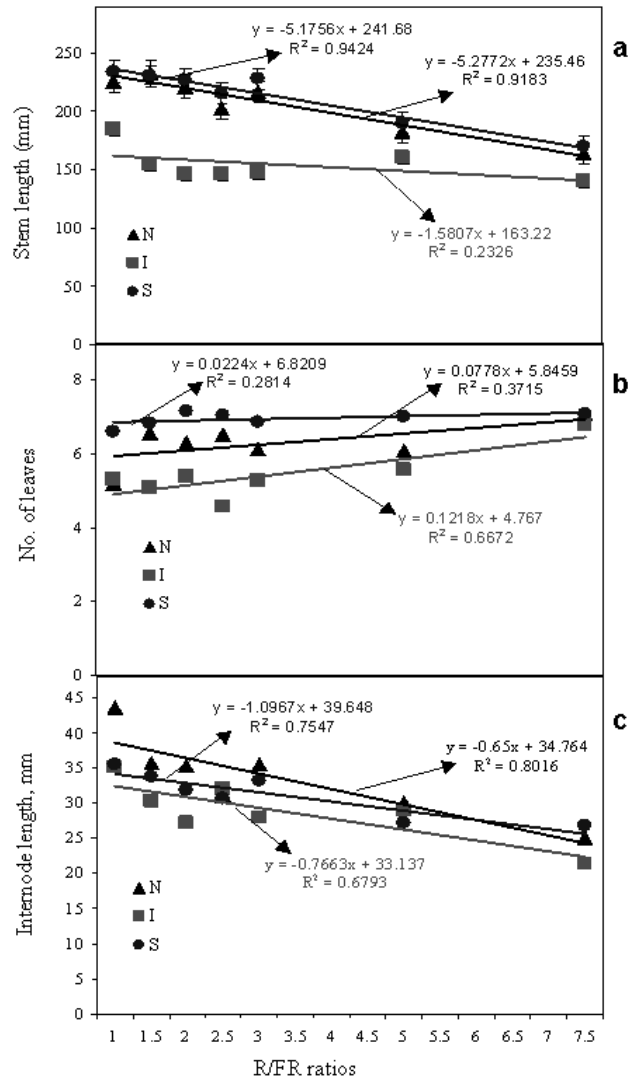 y = -5.1756x + 241.68
R² = 0.9424
y = -5.2772x + 235.46
R² = 0.9183
a
250
200
150
100
50
0
Stem length (mm)
y = -1.5807x + 163.22
R² = 0.2326
N
I
S
y = 0.0224x + 6.8209
R² = 0.2814
y = 0.0778x + 5.8459
R² = 0.3715
b
8
6
4
2
0
No. of leaves
y = 0.1218x + 4.767
R² = 0.6672
N
I
S
y = -1.0967x + 39.648
R² = 0.7547
y = -0.65x + 34.764
R² = 0.8016
c
45
40
35
30
25
20
15
10
5
0
Internode length, mm
y = -0.7663x + 33.137
R² = 0.6793
N
I
S
1 1.5 2 2.5 3 3.5 4 4.5 5 5.5 6 6.5 7 7.5
R/FR ratios